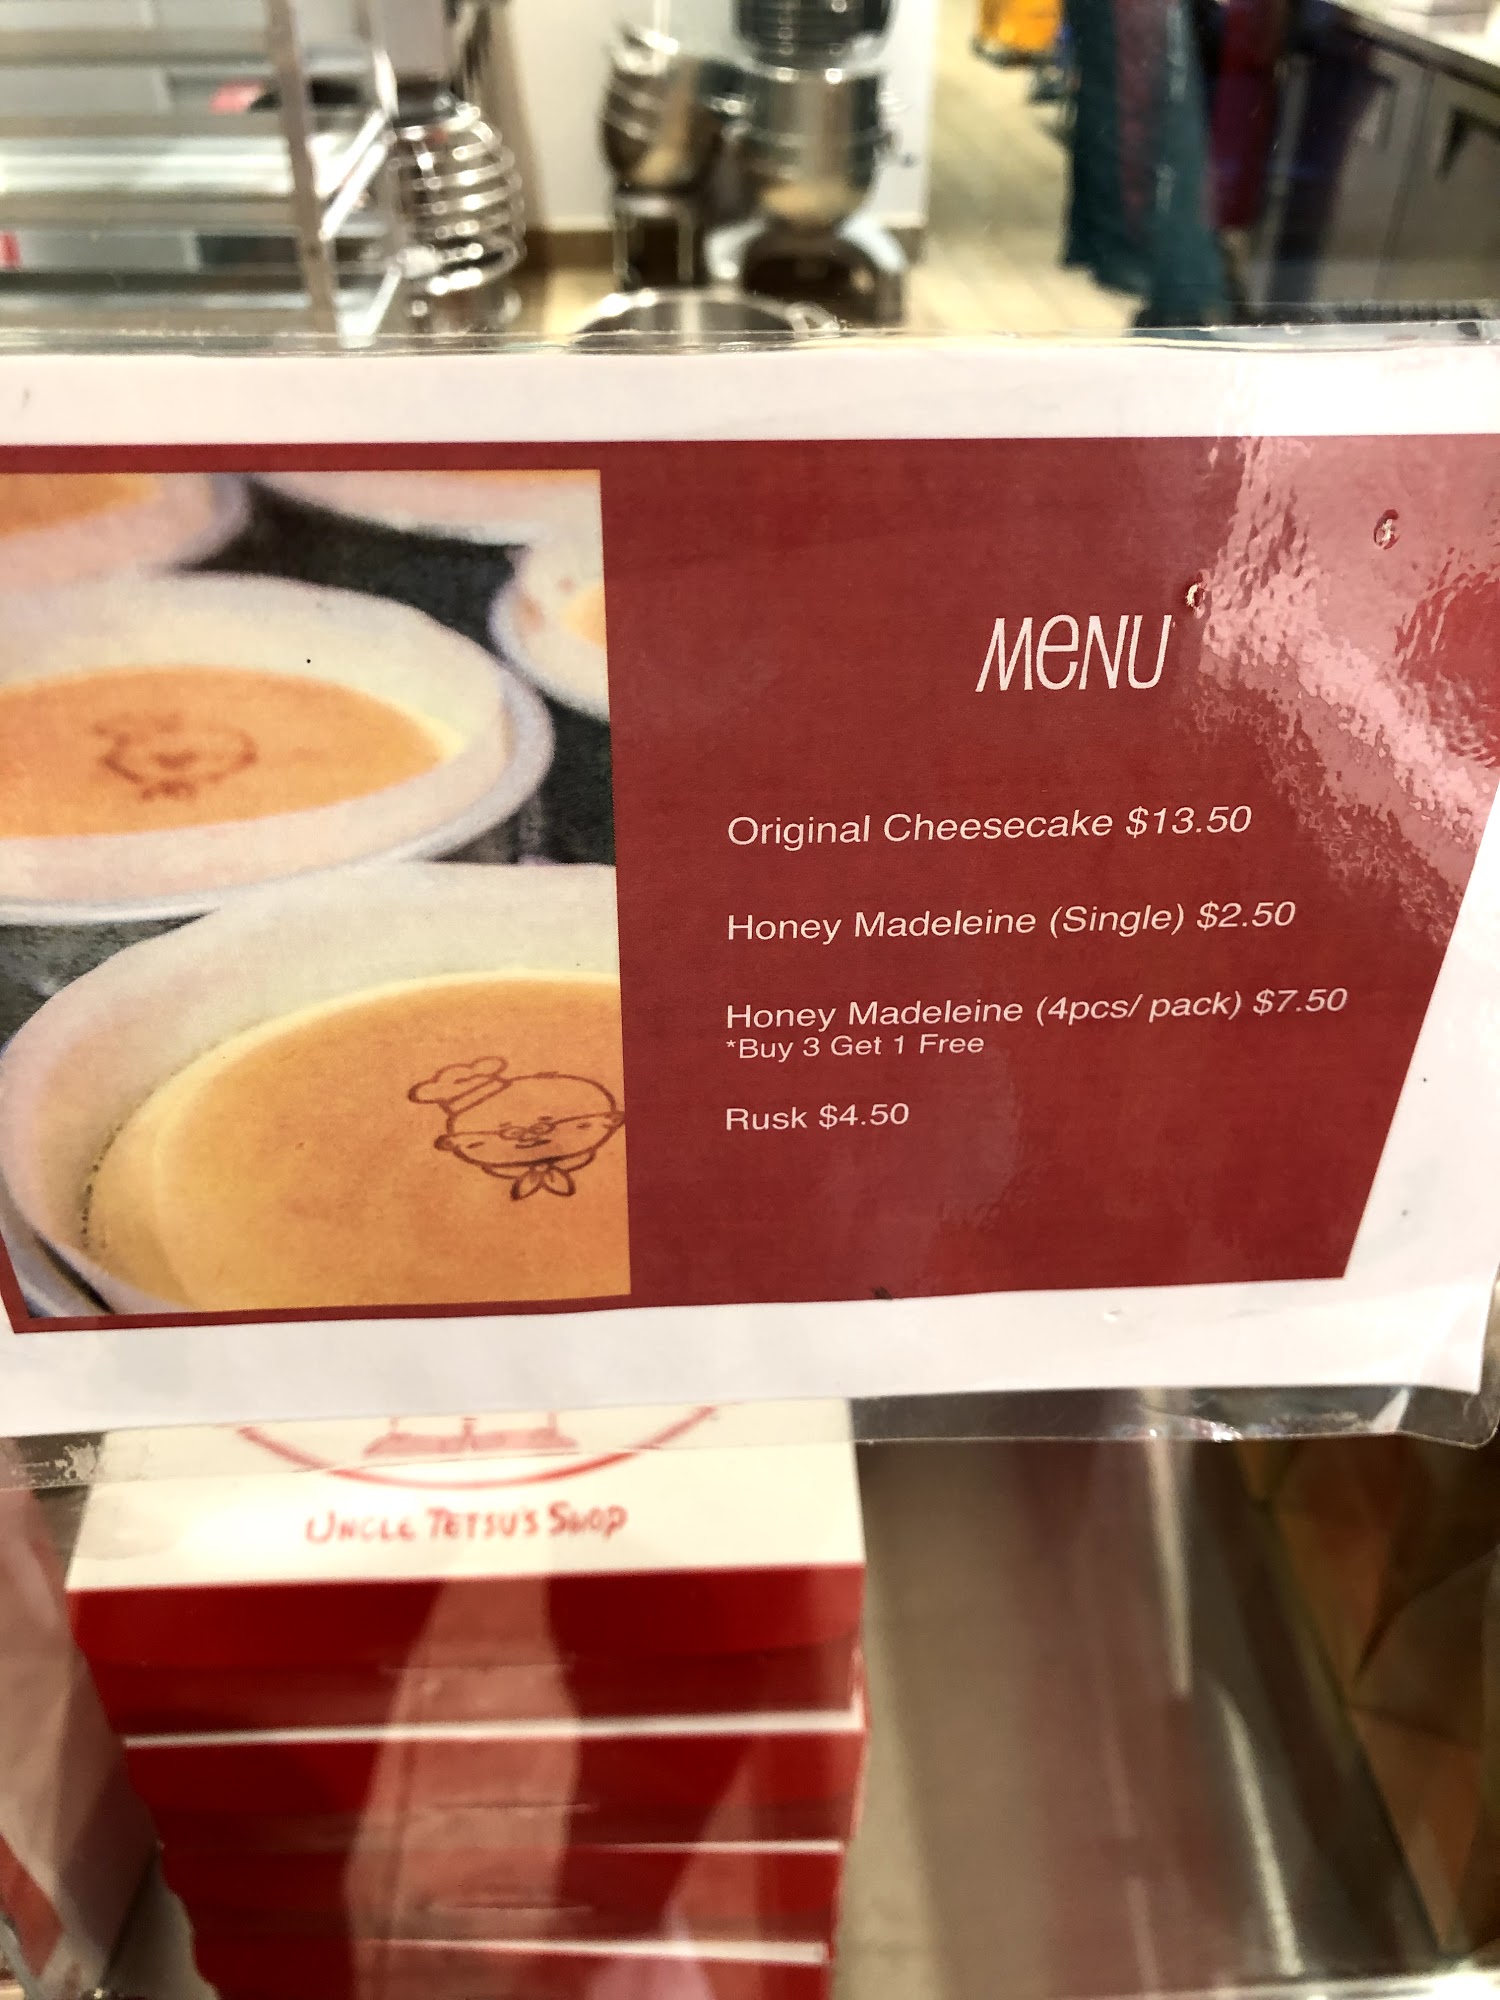 MENU
Original Cheesecake $13.50
Honey Madeleine (Single) $2.50
Honey Madeleine (4pcs/ pack) $7.50
*Buy 3 Get 1 Free
Rusk $4.50
UNCLE TETSU'S SHOP